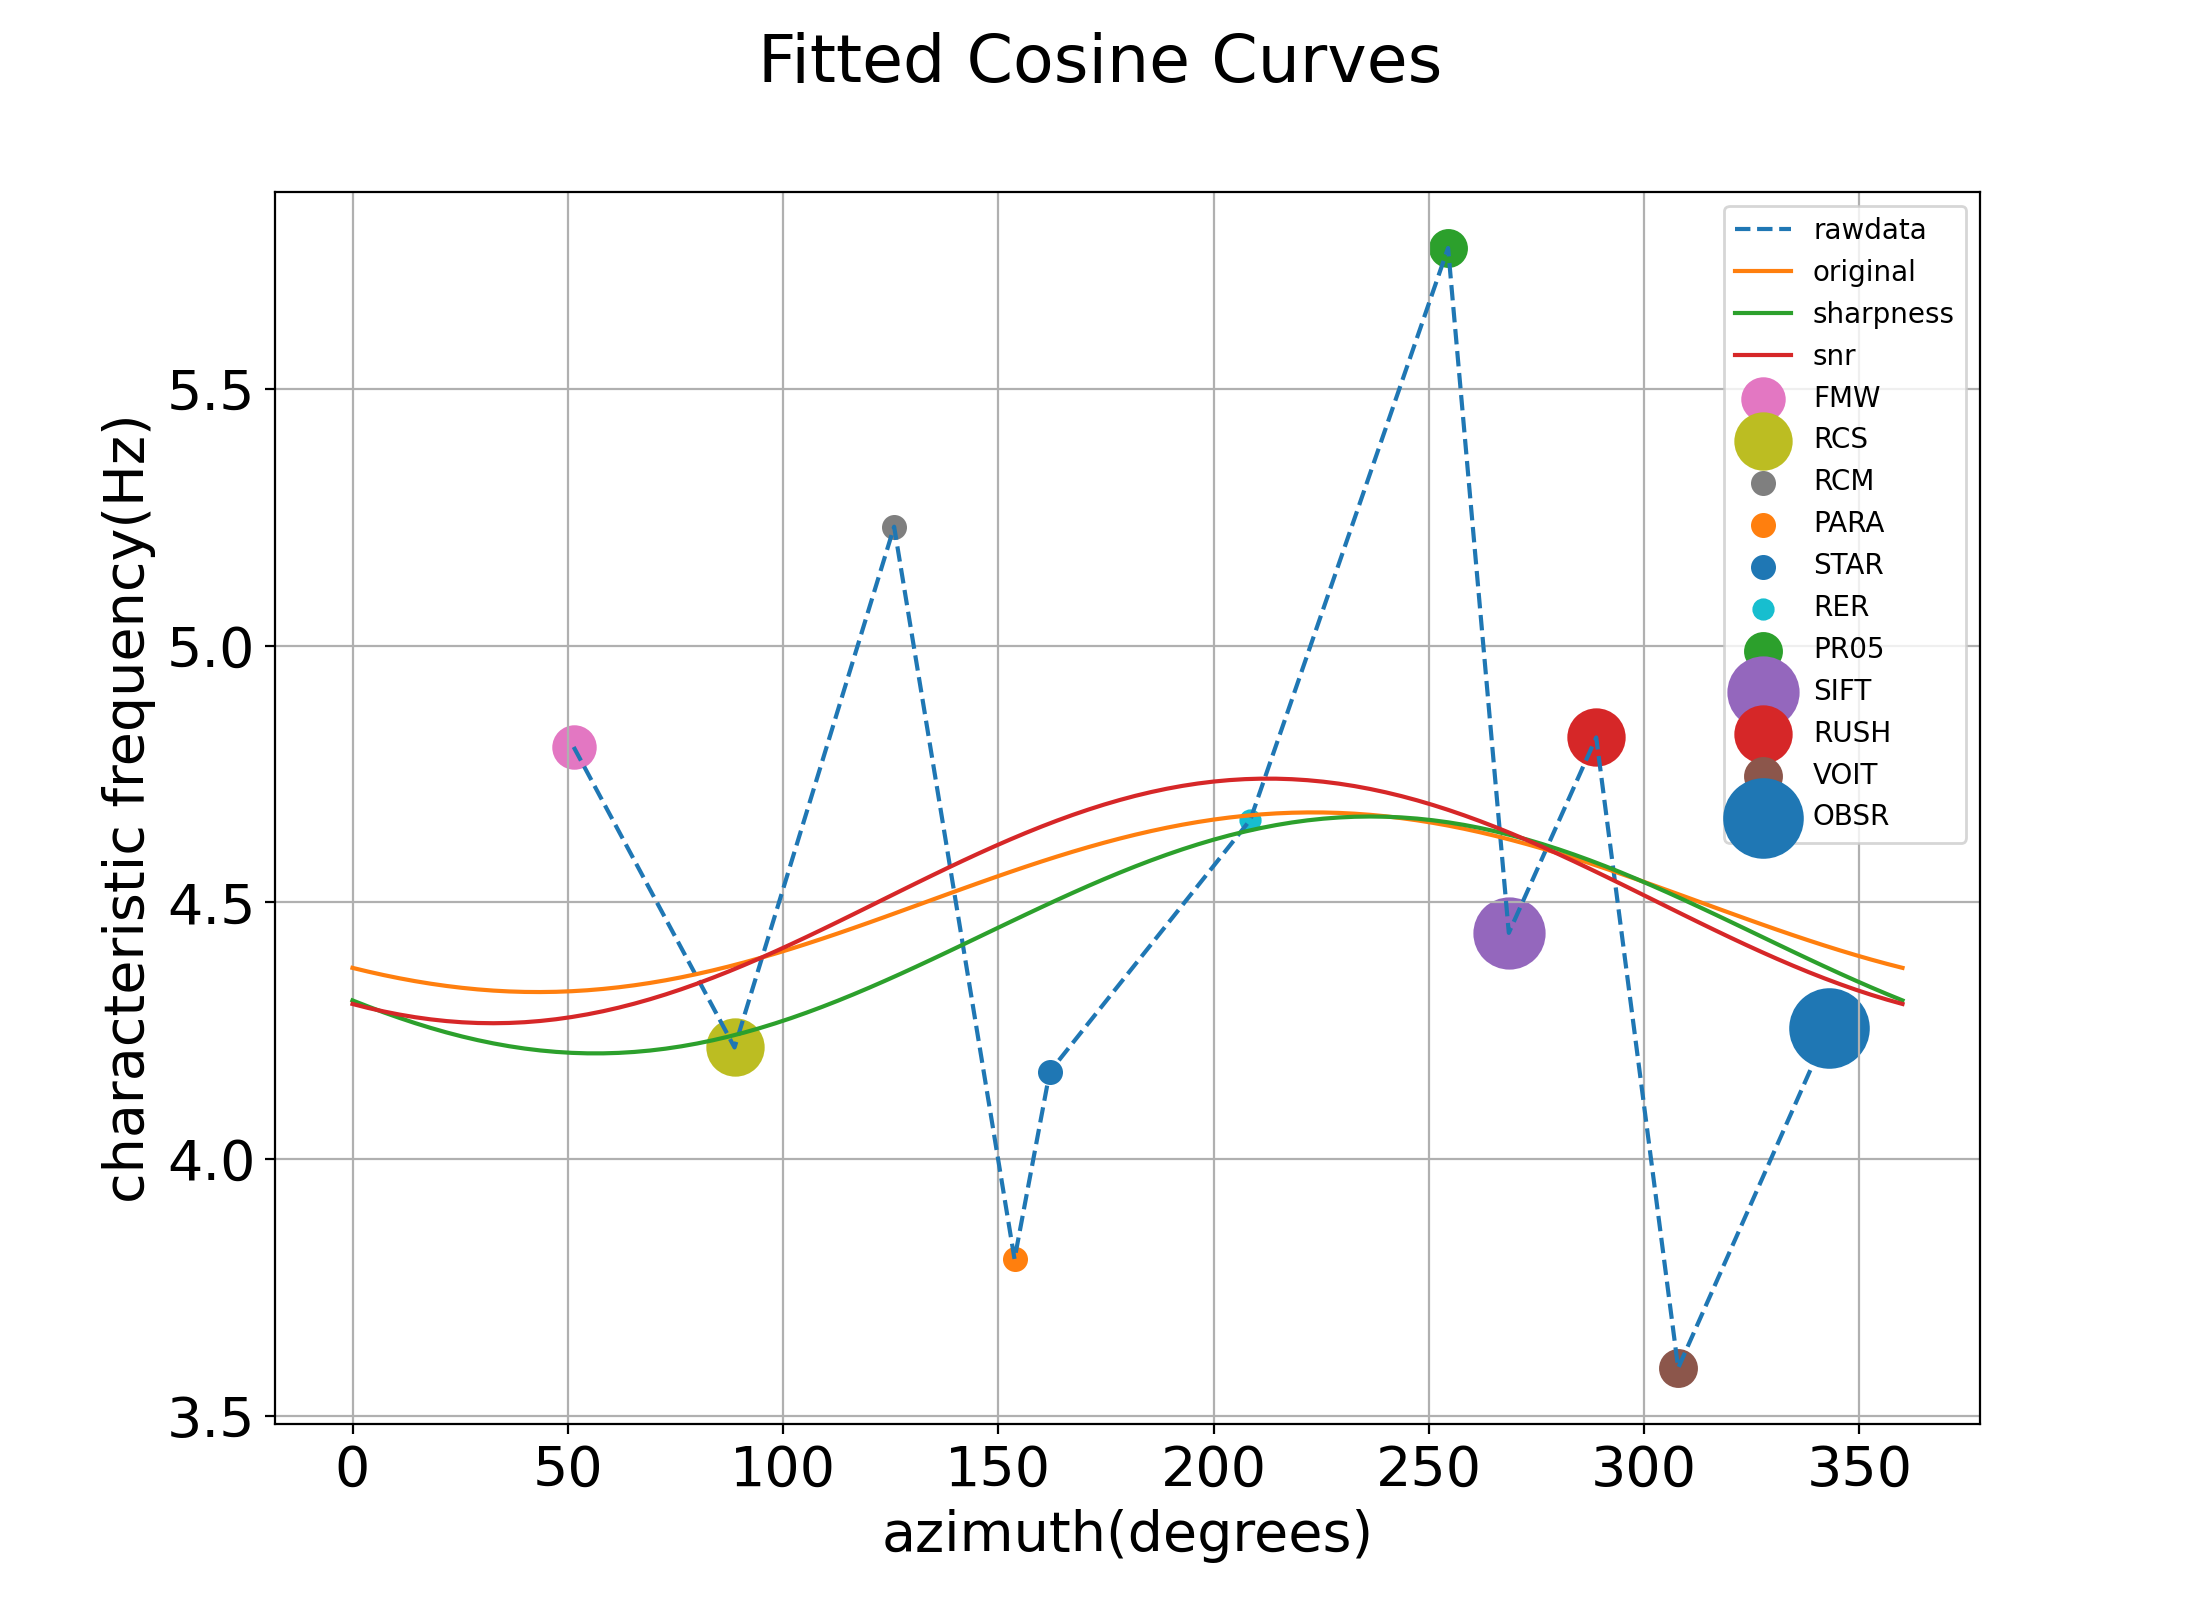 Fitted Cosine Curves
characteristic frequency(Hz)
5.5
5.0
4.5
4.0
3.5
0 50 100 150 200 250 300 350
azimuth(degrees)
rawdata
original
sharpness
snr
FMW
RCS
RCM
PARA
STAR
RER
PR05
SIFT
RUSH
VOIT
OBSR